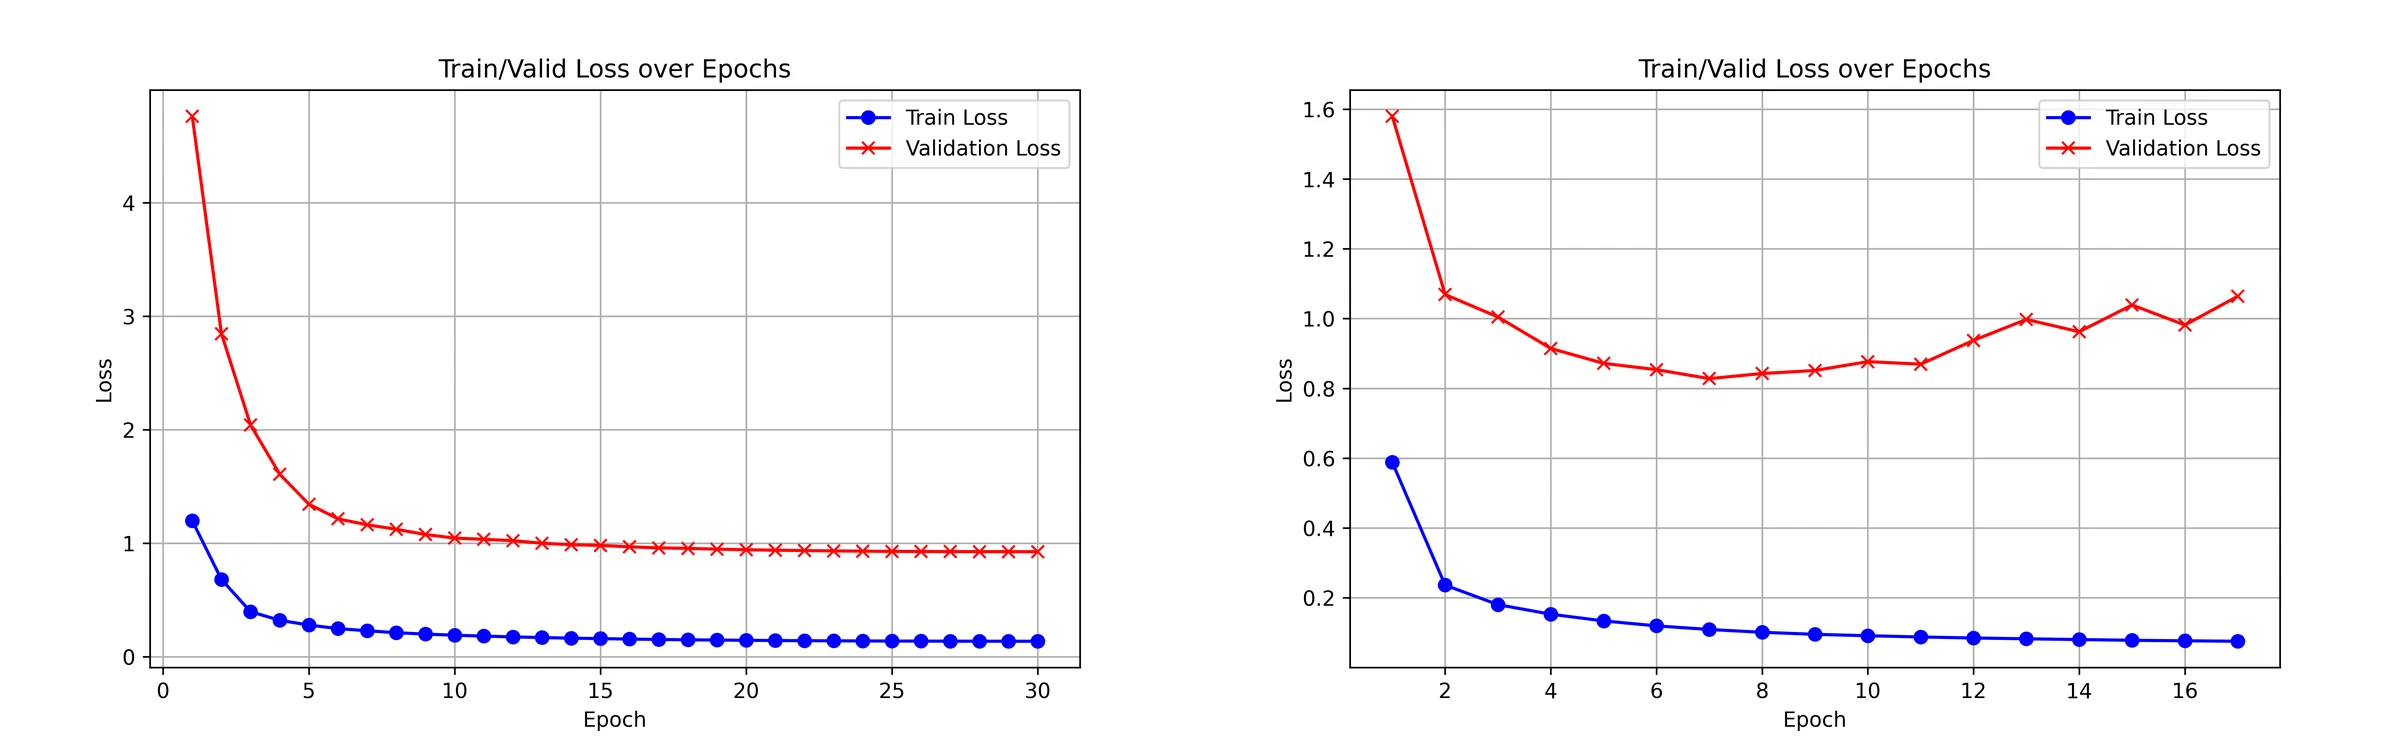 Train/Valid Loss over Epochs
Train Loss
Validation Loss
4
3
2
1
0
Loss
0 5 10 15 20 25 30
Epoch
Train/Valid Loss over Epochs
Train Loss
Validation Loss
1.6
1.4
1.2
1.0
0.8
0.6
0.4
0.2
Loss
2 4 6 8 10 12 14 16
Epoch